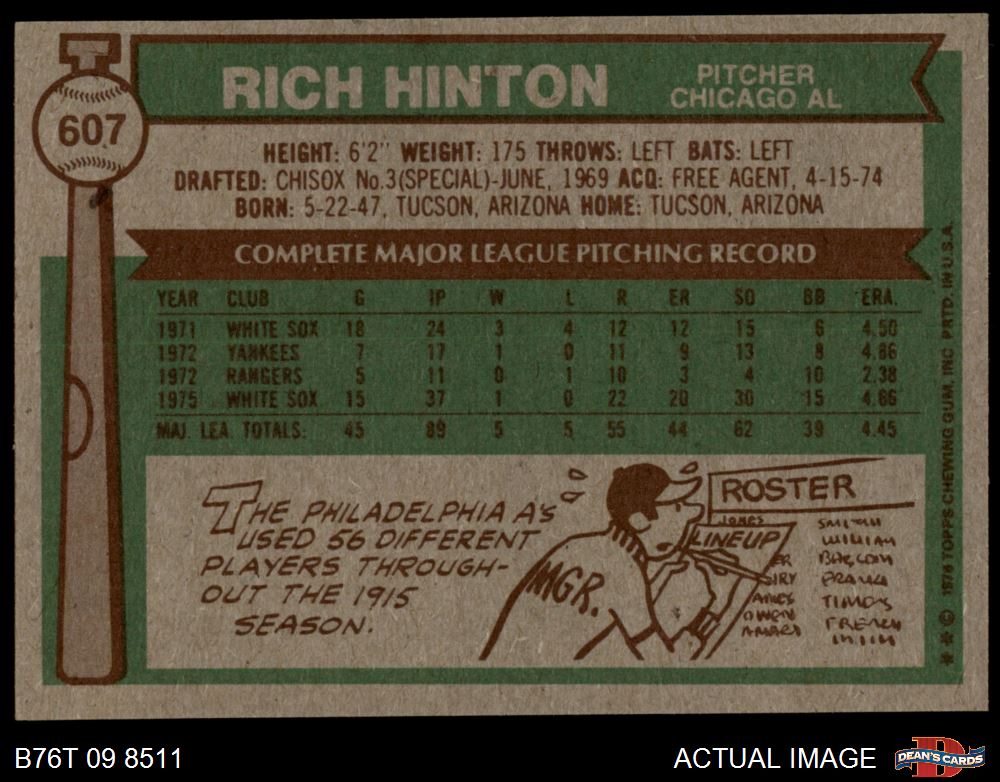 607
RICH HINTON
PITCHER
CHICAGO AL
HEIGHT: 6'2" WEIGHT: 175 THROWS: LEFT BATS: LEFT
DRAFTED: CHISOX No.3(SPECIAL)-JUNE, 1969 ACQ: FREE AGENT, 4-15-74
BORN: 5-22-47, TUCSON, ARIZONA HOME: TUCSON, ARIZONA
COMPLETE MAJOR LEAGUE PITCHING RECORD
YEAR CLUB G IP W L R ER SO BB ERA.
1971 WHITE SOX 18 24 3 4 12 12 15 6 4.50
1972 YANKEES 7 17 1 0 11 9 13 8 4.86
1972 RANGERS 5 11 0 1 10 3 4 10 2.38
1975 WHITE SOX 15 37 1 0 22 20 30 15 4.86
MAJ. LEA. TOTALS: 45 89 5 5 55 44 62 39 4.45
THE PHILADELPHIA A'S
USED 56 DIFFERENT
PLAYERS THROUGH-
OUT THE 1915
SEASON.
MGR.
ROSTER
LINEUP
JONES
SMITH
FRANK
TIMONS
FRENCH
OWEN
** © 1976 TOPPS CHEWING GUM, INC PRTD. IN U.S.A.
B76T 09 8511
ACTUAL IMAGE
D
DEAN'S CARDS